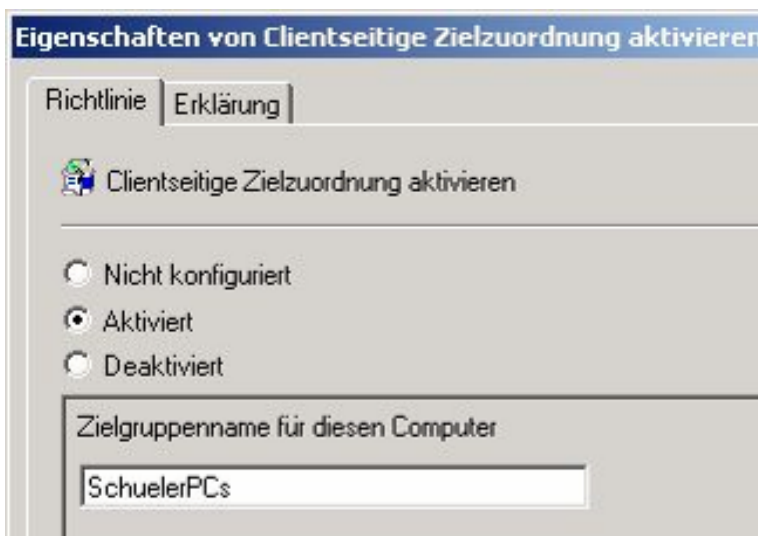 Eigenschaften von Clientseitige Zielzuordnung aktivieren
Richtlinie Erklärung
Clientseitige Zielzuordnung aktivieren
Nicht konfiguriert
Aktiviert
Deaktiviert
Zielgruppenname für diesen Computer
SchuelerPCs